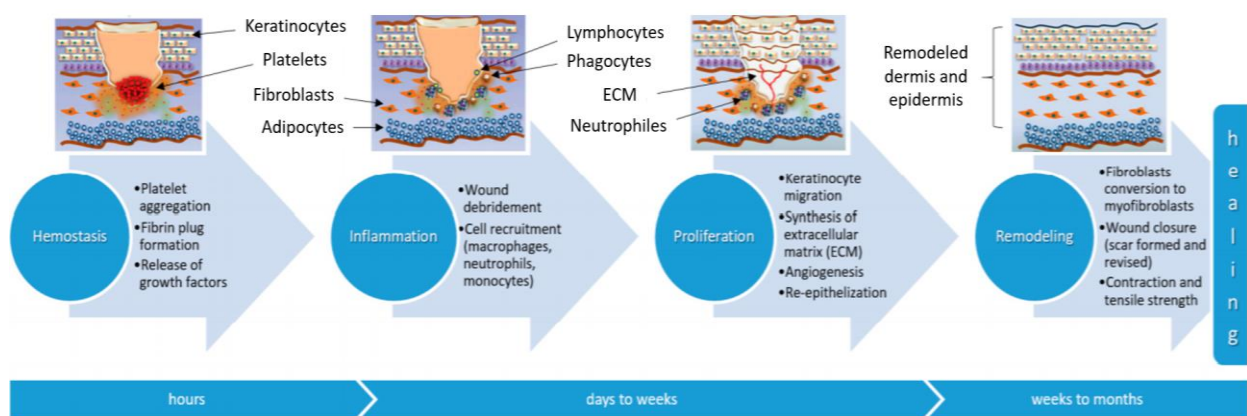 Keratinocytes
Platelets
Fibroblasts
Adipocytes
Lymphocytes
Phagocytes
ECM
Neutrophiles
Remodeled
dermis and
epidermis
Hemostasis
•Platelet
aggregation
•Fibrin plug
formation
•Release of
growth factors
Inflammation
•Wound
debridement
•Cell recruitment
(macrophages,
neutrophils,
monocytes)
Proliferation
•Keratinocyte
migration
•Synthesis of
extracellular
matrix (ECM)
•Angiogenesis
•Re-epithelization
Remodeling
•Fibroblasts
conversion to
myofibroblasts
•Wound closure
(scar formed and
revised)
•Contraction and
tensile strength
healing
hours
days to weeks
weeks to months